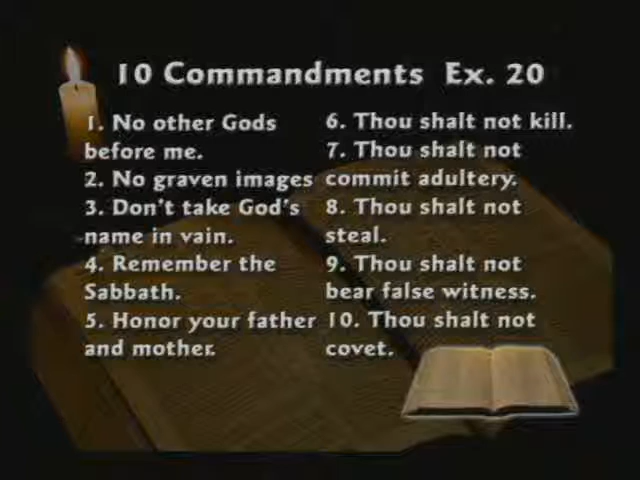 10 Commandments Ex. 20
1. No other Gods
before me.
2. No graven images
3. Don't take God's
name in vain.
4. Remember the
Sabbath.
5. Honor your father
and mother.
6. Thou shalt not kill.
7. Thou shalt not
commit adultery.
8. Thou shalt not
steal.
9. Thou shalt not
bear false witness.
10. Thou shalt not
covet.